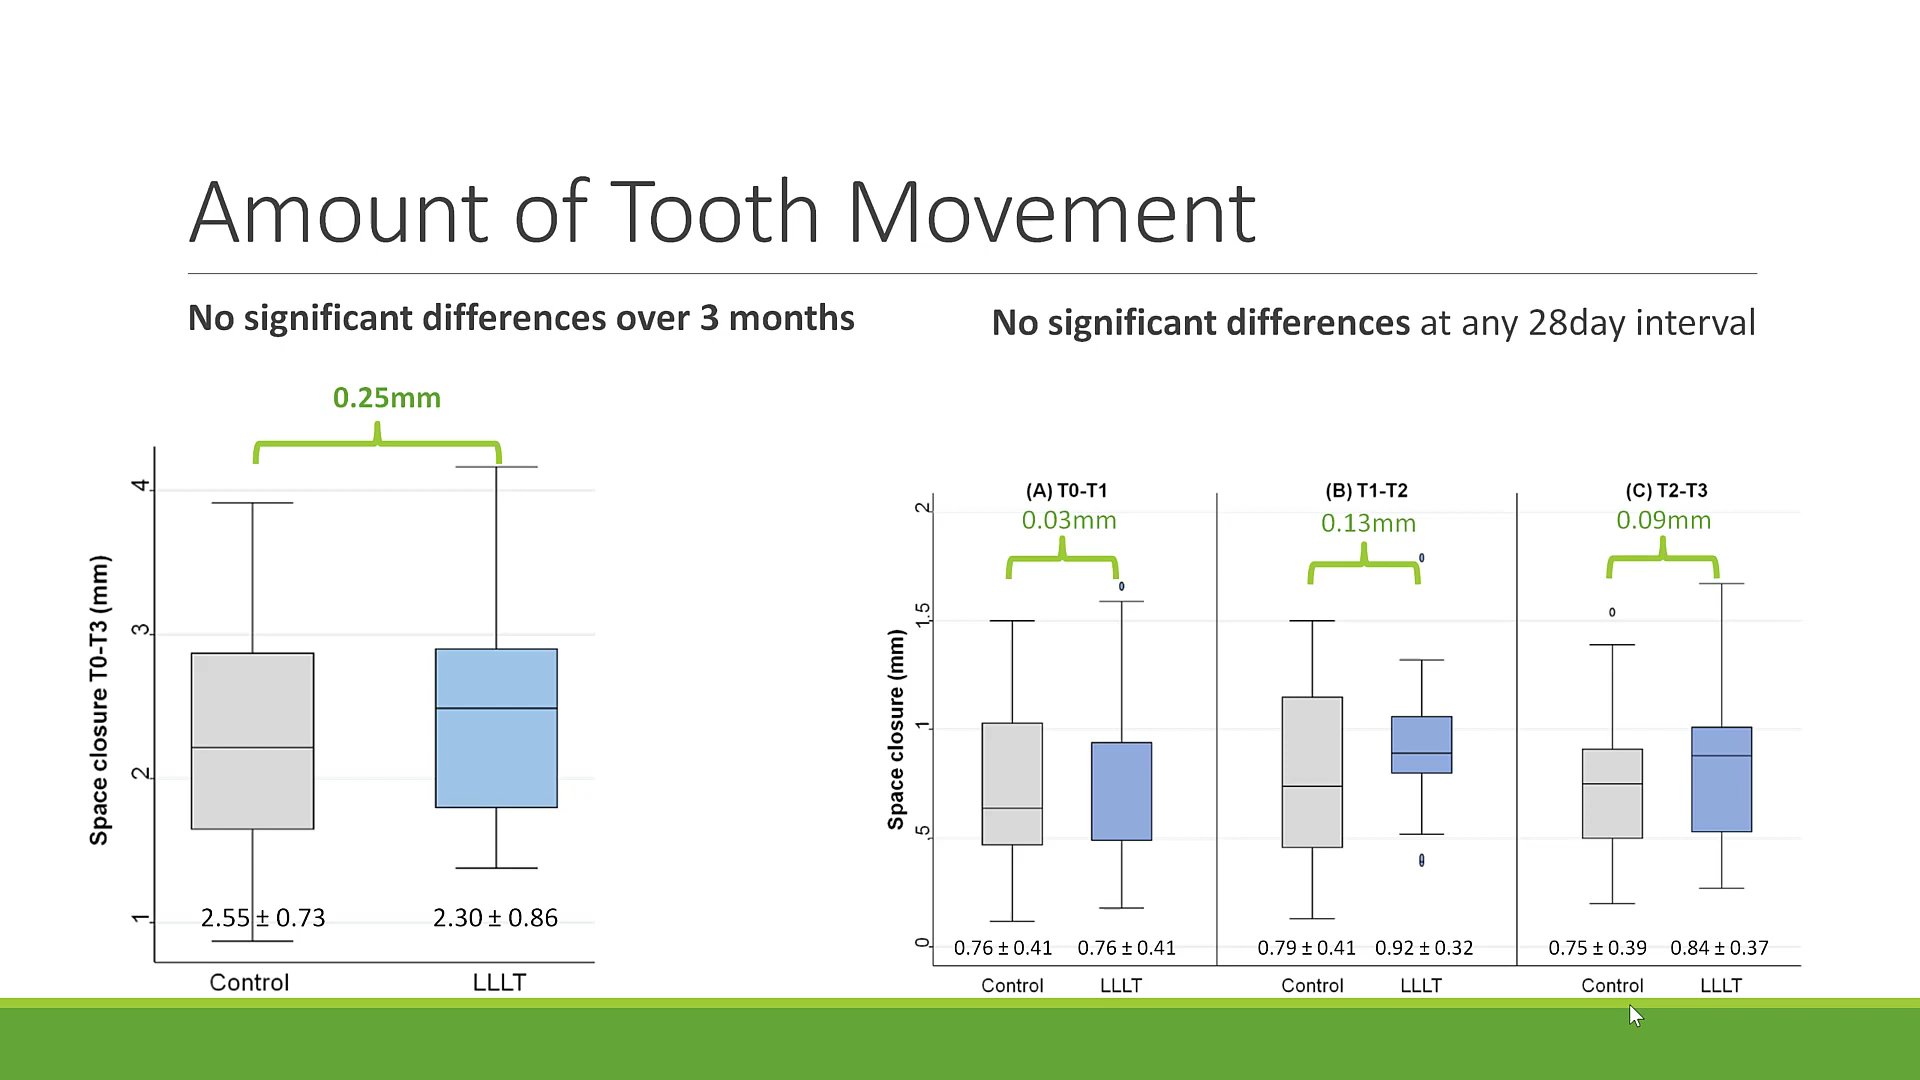 Amount of Tooth Movement
No significant differences over 3 months
No significant differences at any 28day interval
0.25mm
Space closure T0-T3 (mm)
4
3
2
1
2.55 ± 0.73
2.30 ± 0.86
Control
LLLT
Space closure (mm)
2
1.5
1
.5
0
(A) T0-T1
0.03mm
0.76 ± 0.41
0.76 ± 0.41
Control
LLLT
(B) T1-T2
0.13mm
0.79 ± 0.41
0.92 ± 0.32
Control
LLLT
(C) T2-T3
0.09mm
0.75 ± 0.39
0.84 ± 0.37
Control
LLLT